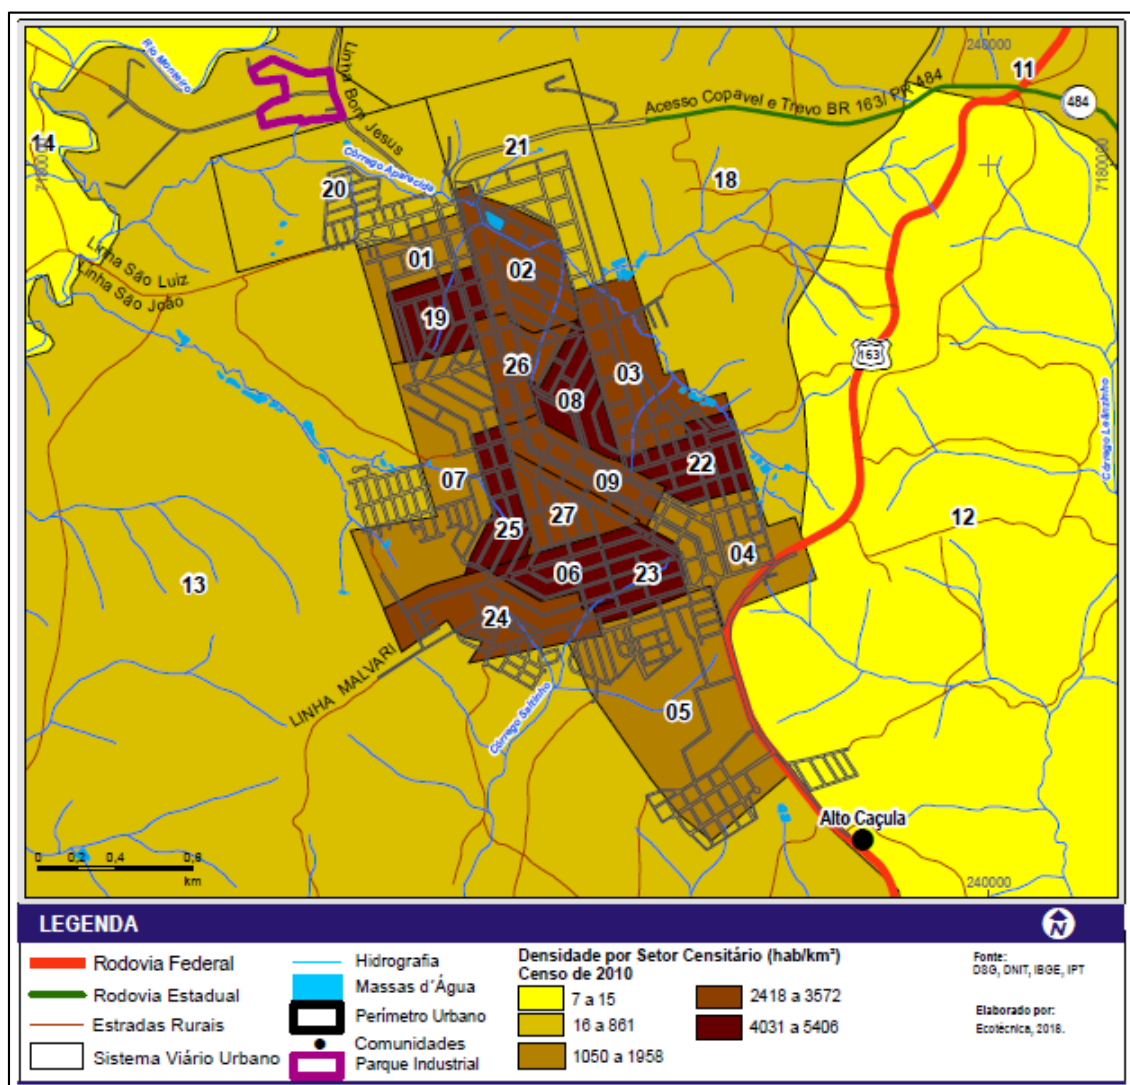 240000
11
Rio Monteiro
Linha Bom Jesus
Acesso Copavel e Trevo BR 163/ PR 484
484
14
7180000
7180000
21
Córrego Aparecida
20
18
01
02
Linha São Luiz
Linha São João
19
26
03
163
08
Córrego Leãozinho
22
07
09
12
25
27
04
13
06
23
24
LINHA MALVARI
05
Córrego Saltinho
Alto Caçula
0 0,2 0,4 0,8
km
240000
LEGENDA
N
Rodovia Federal
Rodovia Estadual
Estradas Rurais
Sistema Viário Urbano
Hidrografia
Massas d´Água
Perímetro Urbano
Comunidades
Parque Industrial
Densidade por Setor Censitário (hab/km²)
Censo de 2010
7 a 15
16 a 861
1050 a 1958
2418 a 3572
4031 a 5406
Fonte:
DSG, DNIT, IBGE, IPT
Elaborado por:
Ecotécnica, 2018.